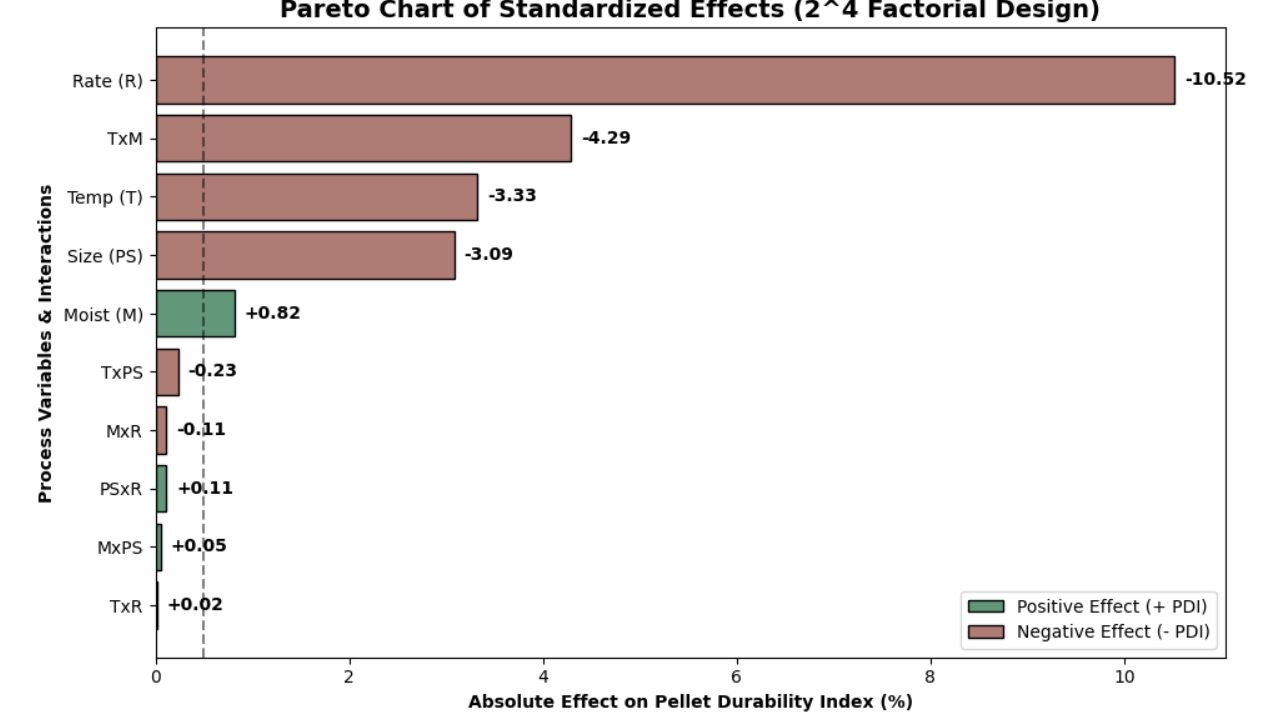 Pareto Chart of Standardized Effects (2^4 Factorial Design)
Rate (R)
-10.52
TxM
-4.29
Temp (T)
-3.33
Size (PS)
-3.09
Moist (M)
+0.82
TxPS
-0.23
MxR
-0.11
PSxR
+0.11
MxPS
+0.05
TxR
+0.02
Process Variables & Interactions
Positive Effect (+ PDI)
Negative Effect (- PDI)
0 2 4 6 8 10
Absolute Effect on Pellet Durability Index (%)